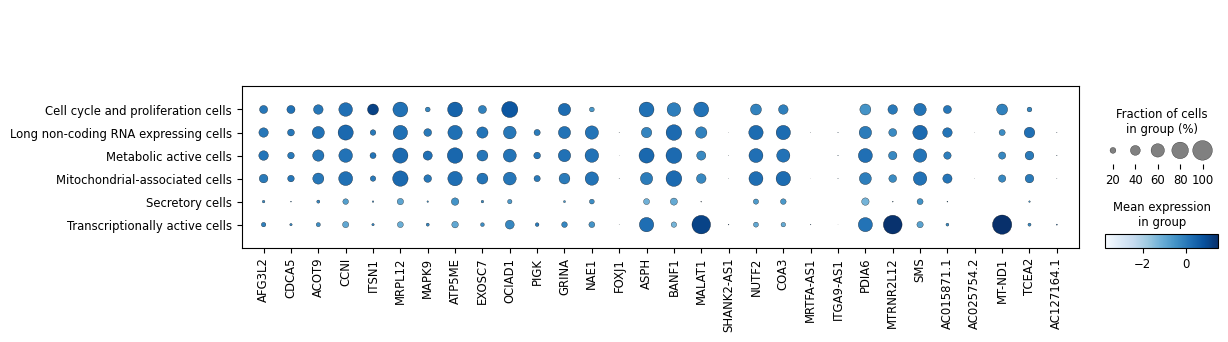 Cell cycle and proliferation cells
Long non-coding RNA expressing cells
Metabolic active cells
Mitochondrial-associated cells
Secretory cells
Transcriptionally active cells
AFG3L2
CDCA5
ACOT9
CCNI
ITSN1
MRPL12
MAPK9
ATP5ME
EXOSC7
OCIAD1
PIGK
GRINA
NAE1
FOXJ1
ASPH
BANF1
MALAT1
SHANK2-AS1
NUTF2
COA3
MRTFA-AS1
ITGA9-AS1
PDIA6
MTRNR2L12
SMS
AC015871.1
AC025754.2
MT-ND1
TCEA2
AC127164.1
Fraction of cells
in group (%)
20 40 60 80 100
Mean expression
in group
−2 0